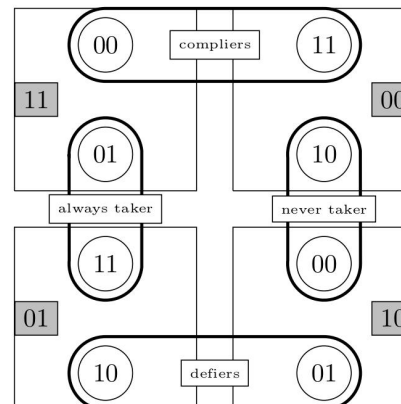 00 compliers 11
11 00
01 10
always taker never taker
11 00
01 10
10 defiers 01